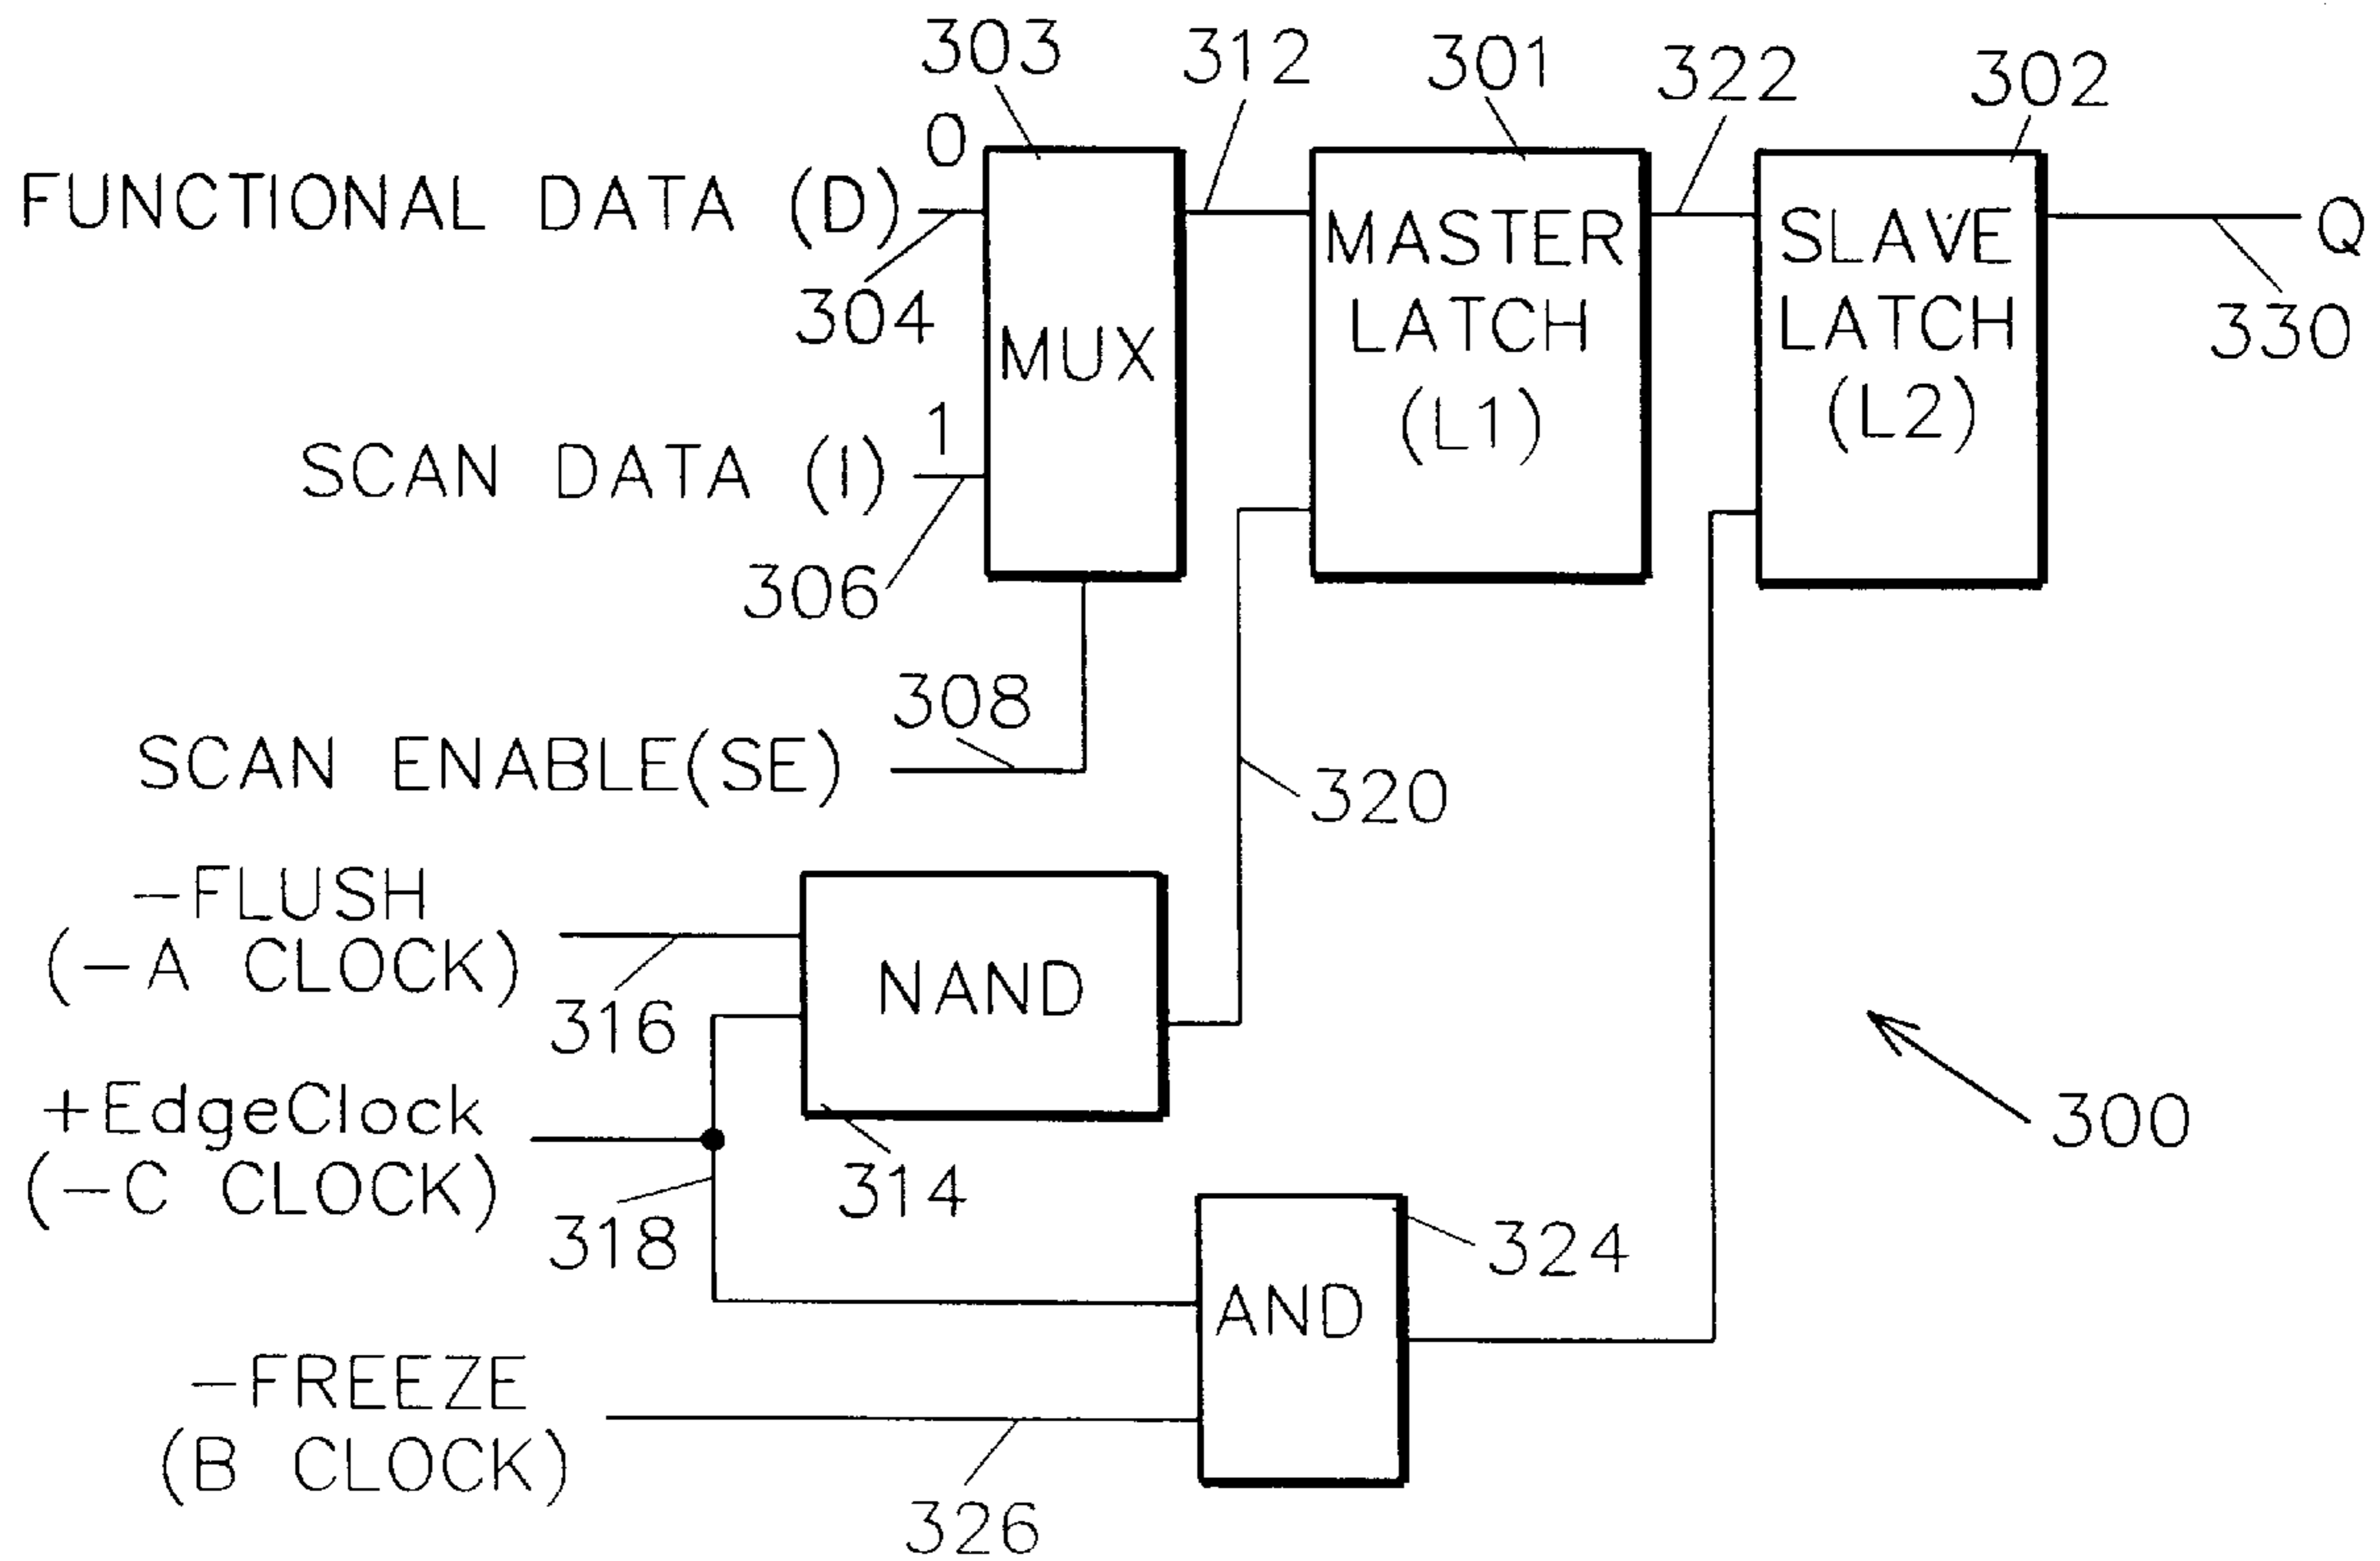 303
312
301
322
302
0
FUNCTIONAL DATA (D)
304
MUX
MASTER
LATCH
(L1)
SLAVE
LATCH
(L2)
Q
330
1
SCAN DATA (I)
306
308
SCAN ENABLE(SE)
320
-FLUSH
(-A CLOCK)
316
NAND
+EdgeClock
(-C CLOCK)
318
314
300
324
AND
-FREEZE
(B CLOCK)
326